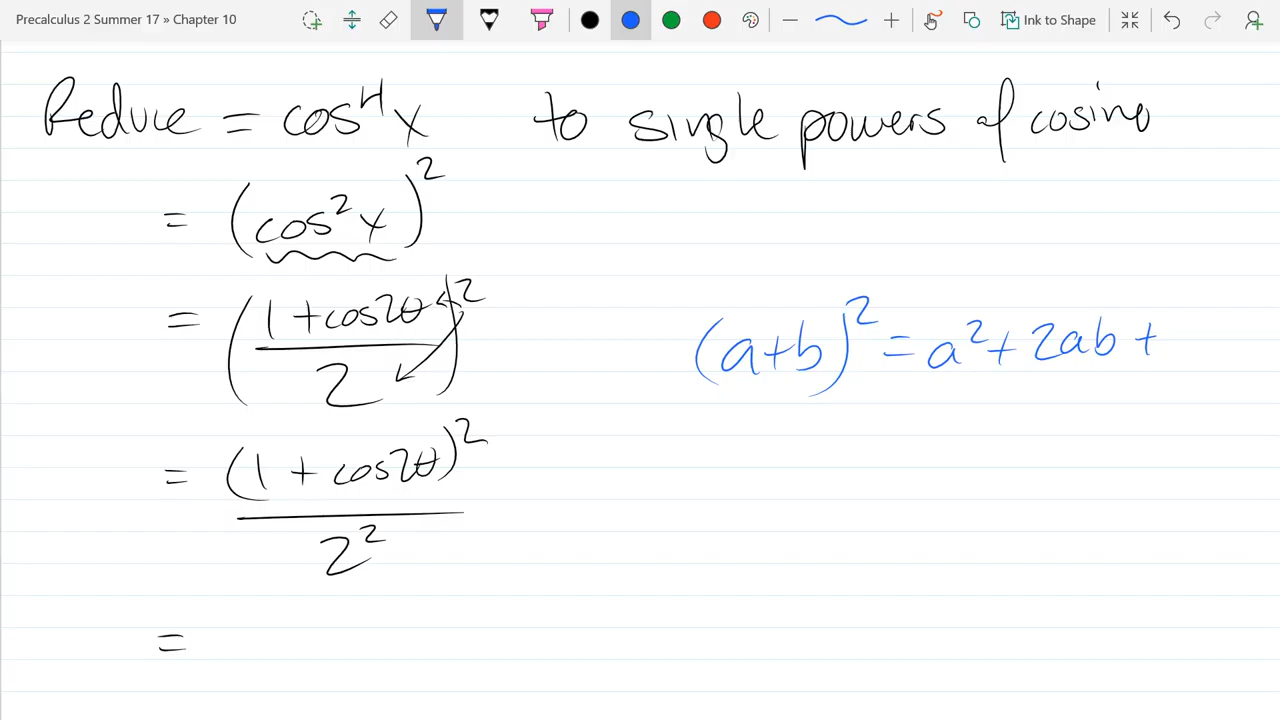 Precalculus 2 Summer 17 » Chapter 10
Ink to Shape
Reduce = cos⁴x to single powers of cosine
= (cos²x)²
= ((1+cos2θ)/2)²
(a+b)² = a² + 2ab +
= (1 + cos2θ)²/2²
=